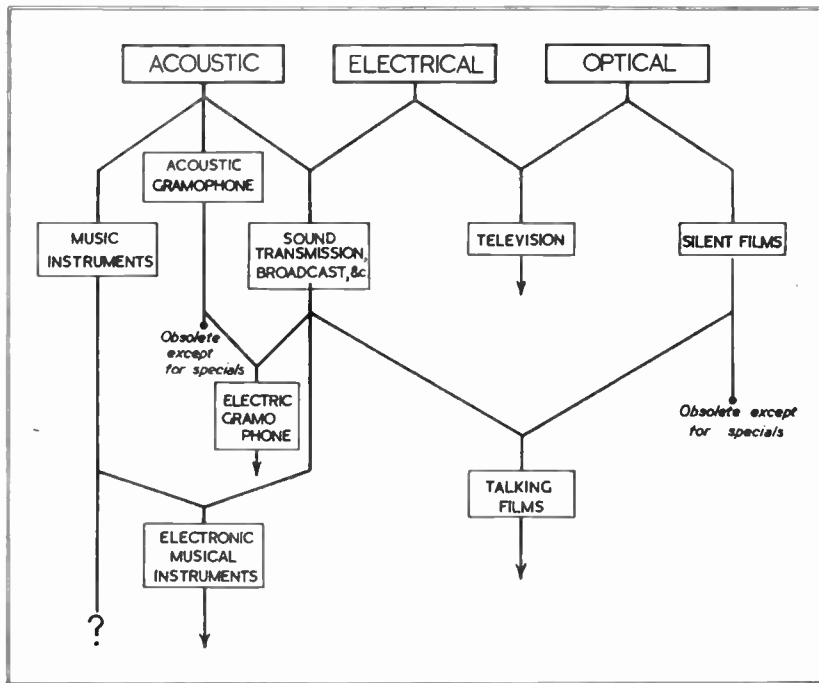 ACOUSTIC
ELECTRICAL
OPTICAL
ACOUSTIC
GRAMOPHONE
MUSIC
INSTRUMENTS
SOUND
TRANSMISSION,
BROADCAST, &c.
TELEVISION
SILENT FILMS
Obsolete
except
for specials
ELECTRIC
GRAMO
PHONE
Obsolete except
for specials
TALKING
FILMS
ELECTRONIC
MUSICAL
INSTRUMENTS
?